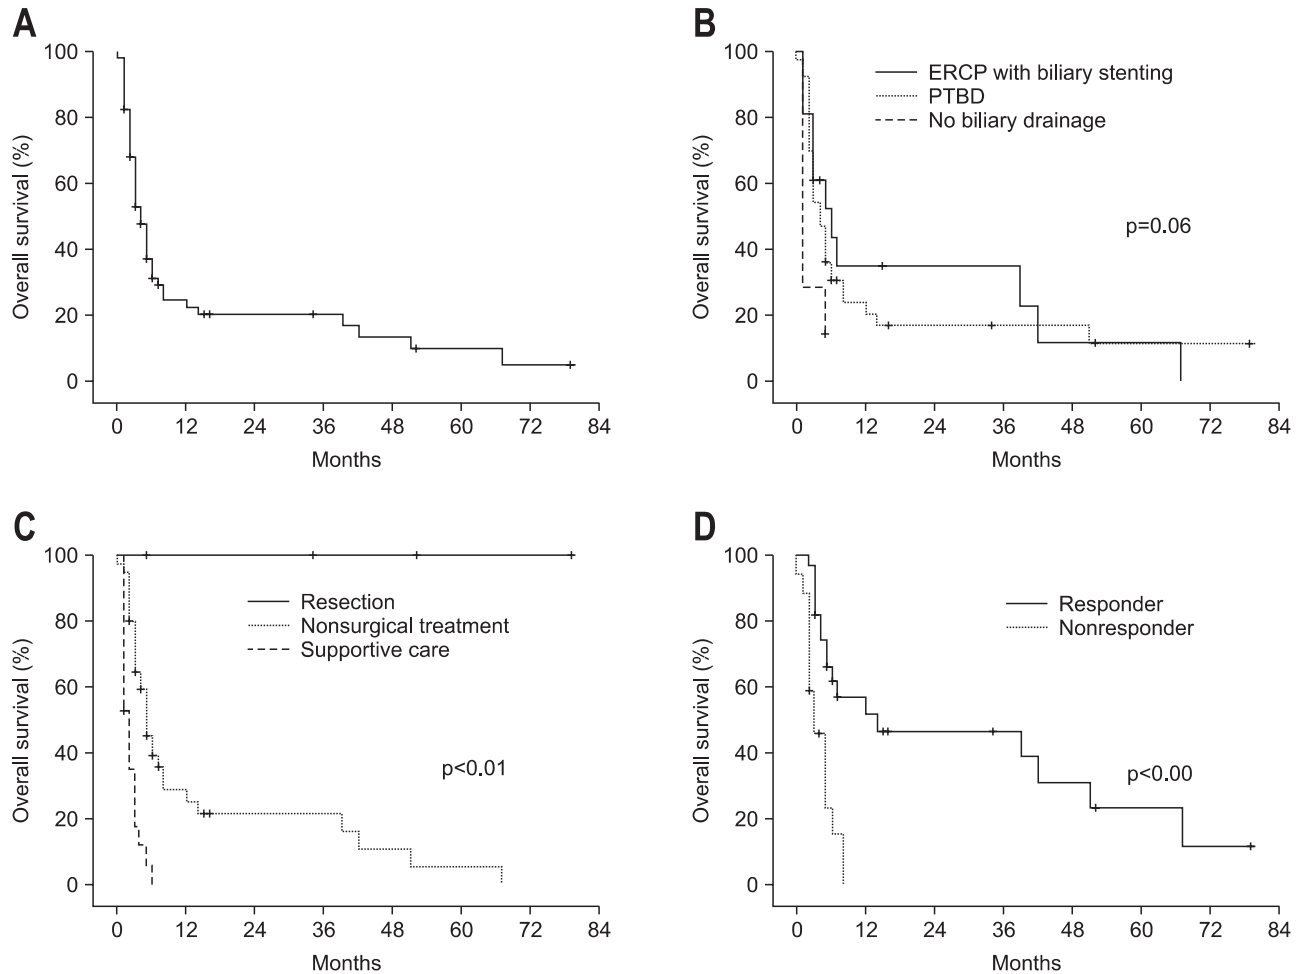 A
Overall survival (%)
100
80
60
40
20
0
0 12 24 36 48 60 72 84
Months
B
Overall survival (%)
100
80
60
40
20
0
ERCP with biliary stenting
PTBD
No biliary drainage
p=0.06
0 12 24 36 48 60 72 84
Months
C
Overall survival (%)
100
80
60
40
20
0
Resection
Nonsurgical treatment
Supportive care
p<0.01
0 12 24 36 48 60 72 84
Months
D
Overall survival (%)
100
80
60
40
20
0
Responder
Nonresponder
p<0.00
0 12 24 36 48 60 72 84
Months